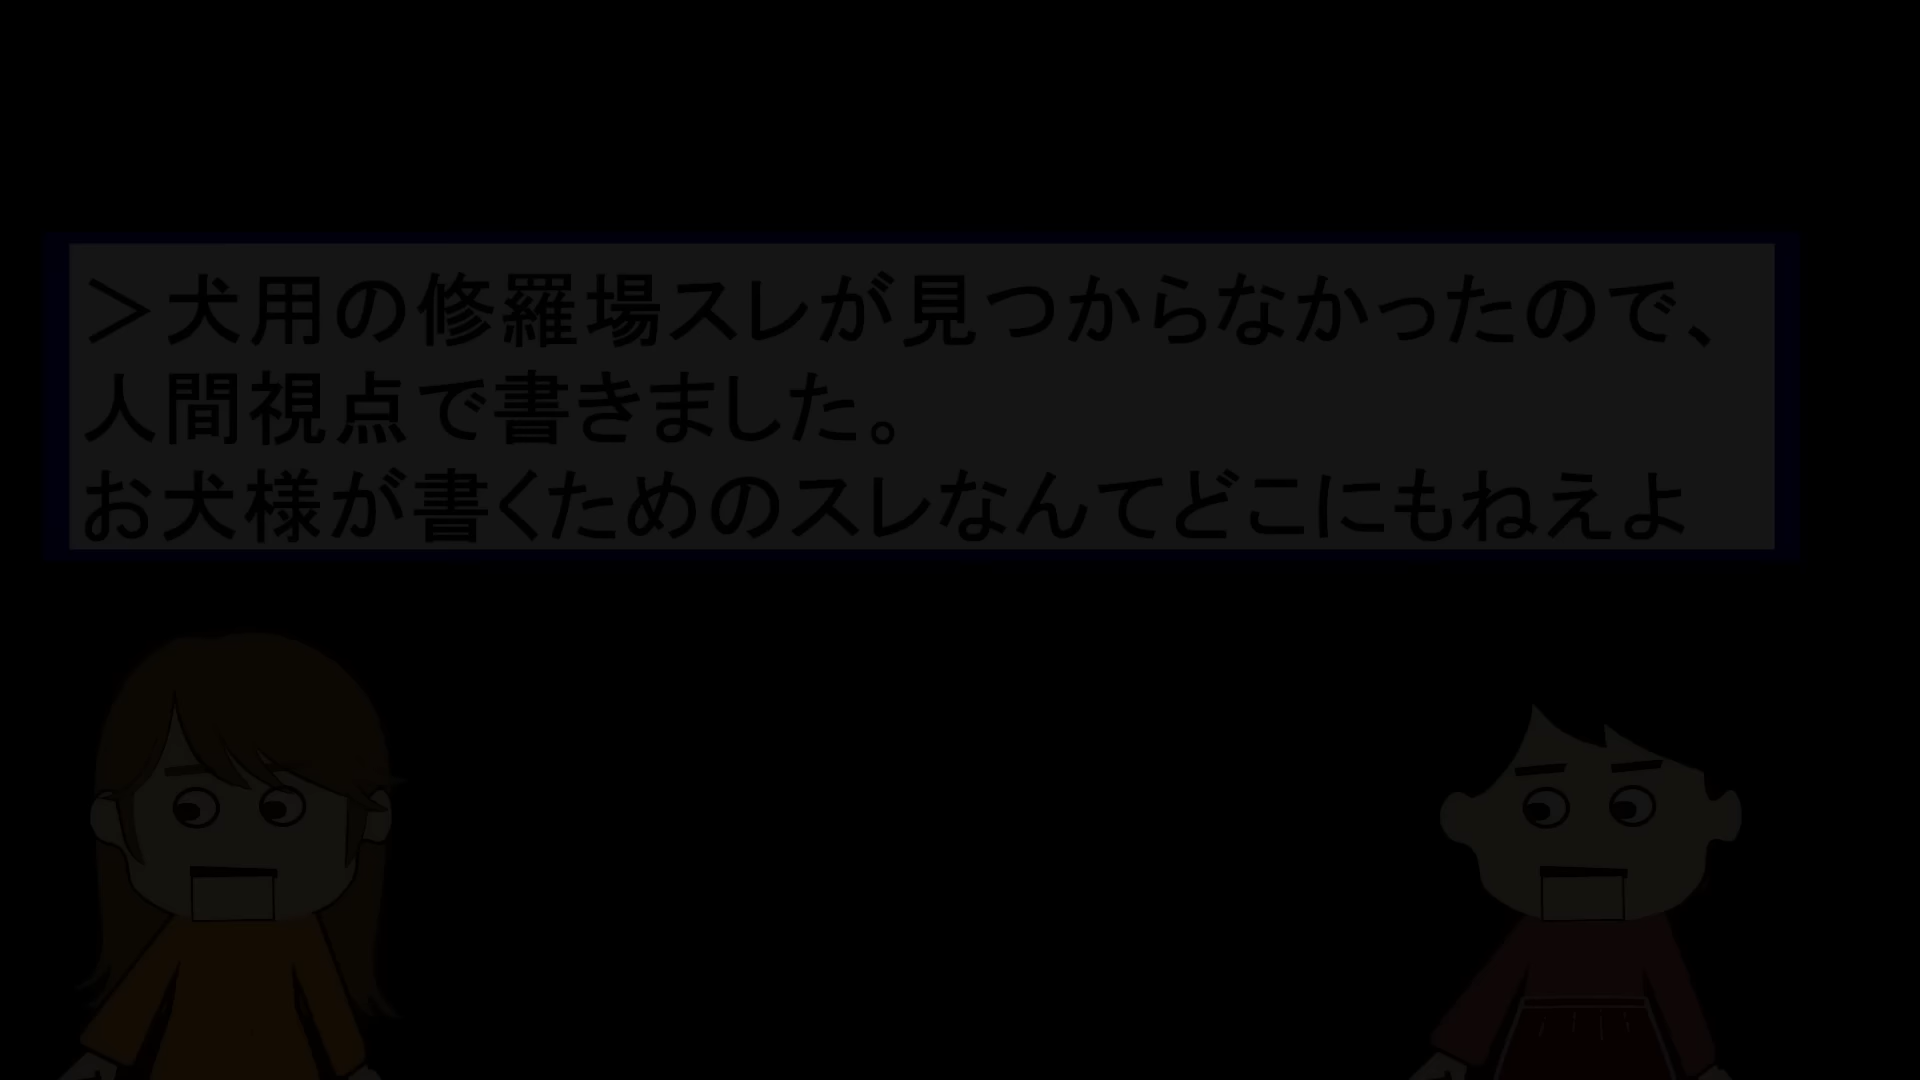 ＞犬用の修羅場スレが見つからなかったので、
人間視点で書きました。
お犬様が書くためのスレなんてどこにもねえよ